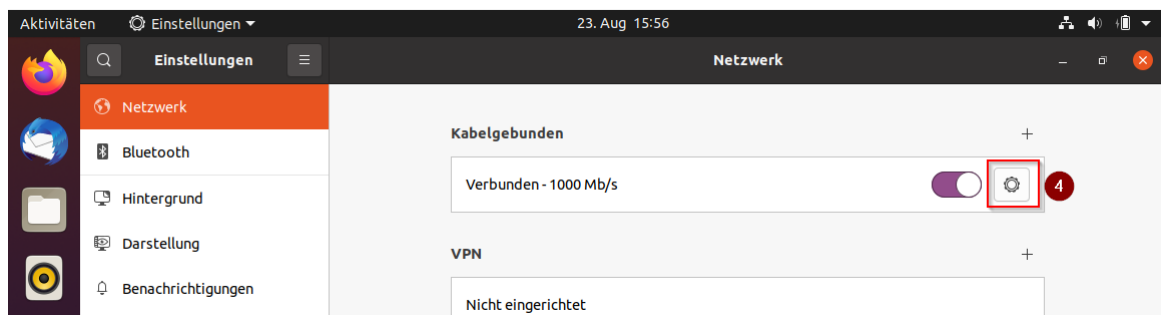 Aktivitäten Einstellungen 23. Aug 15:56
Einstellungen Netzwerk
Netzwerk
Bluetooth
Hintergrund
Darstellung
Benachrichtigungen
Kabelgebunden +
Verbunden - 1000 Mb/s 4
VPN +
Nicht eingerichtet